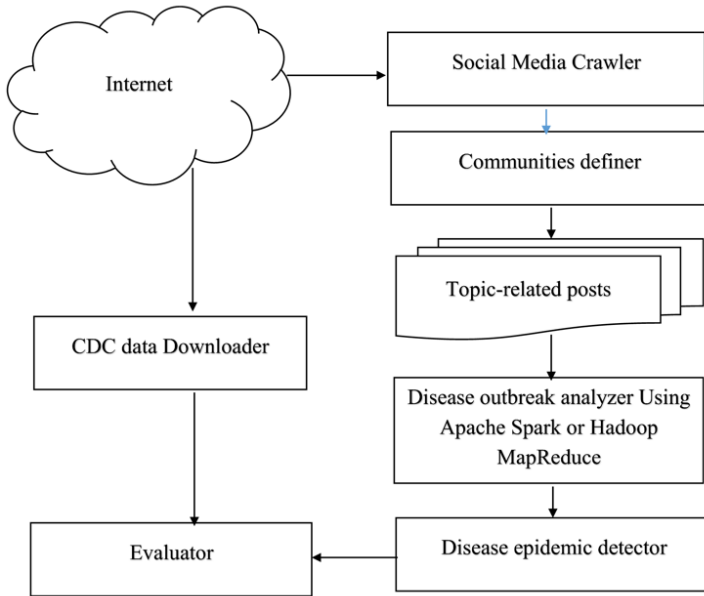 Internet
Social Media Crawler
Communities definer
Topic-related posts
CDC data Downloader
Disease outbreak analyzer Using
Apache Spark or Hadoop
MapReduce
Evaluator
Disease epidemic detector